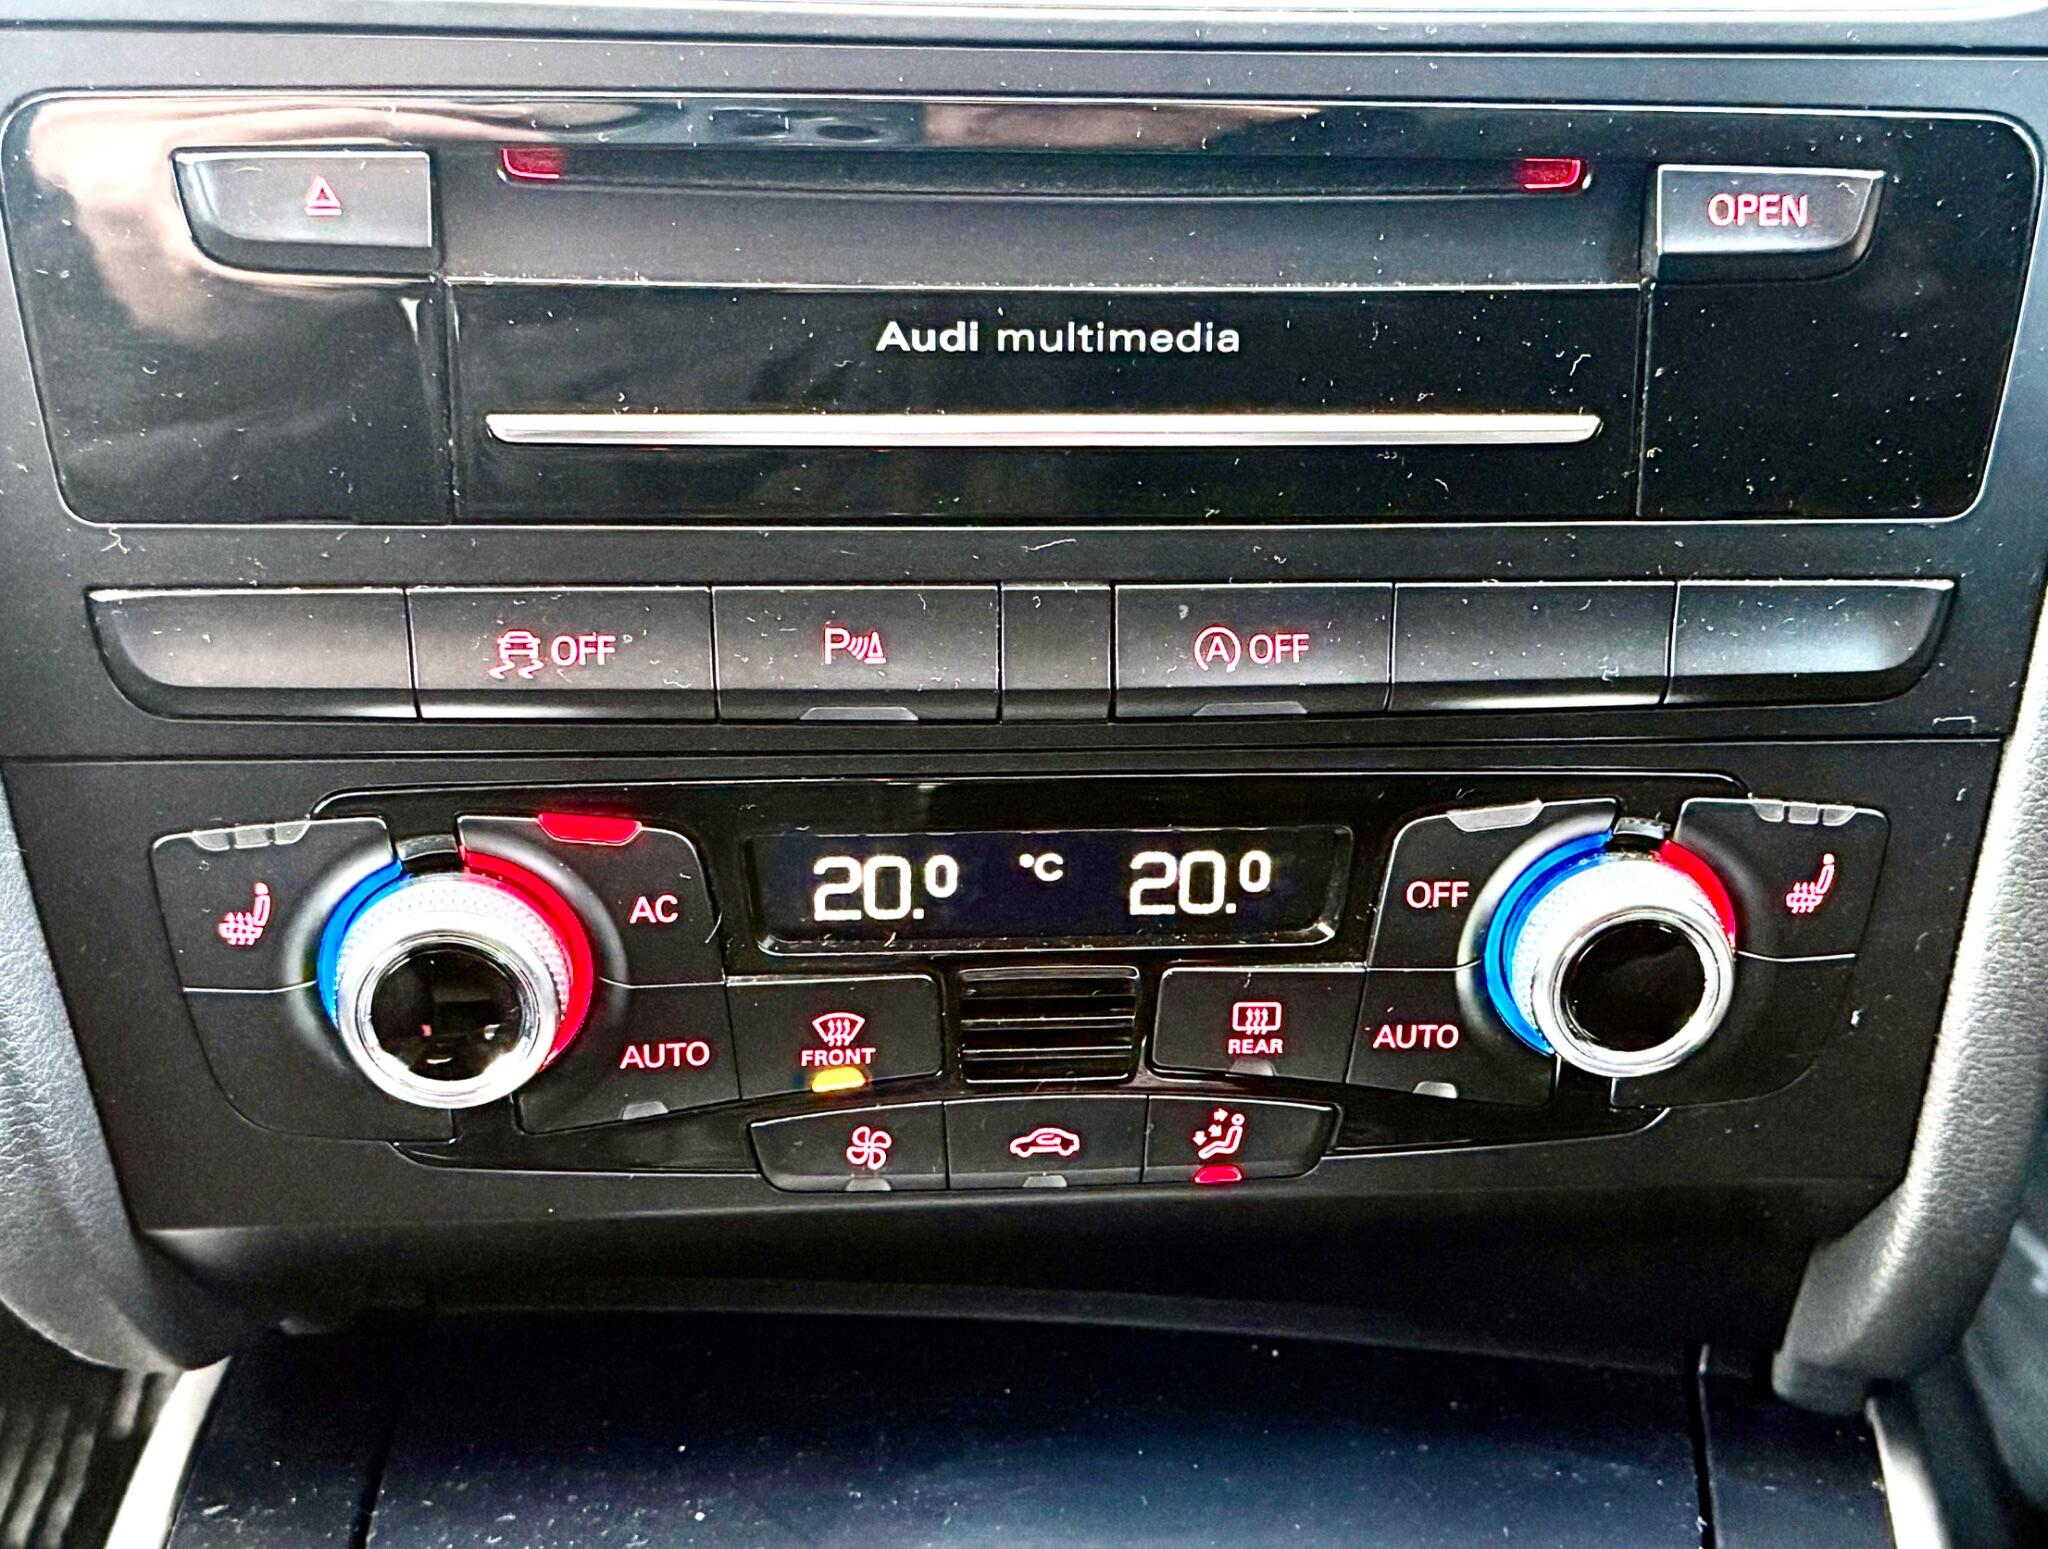 OPEN
Audi multimedia
OFF
P
A OFF
AC
20.0 °C 20.0
OFF
AUTO
FRONT
REAR
AUTO